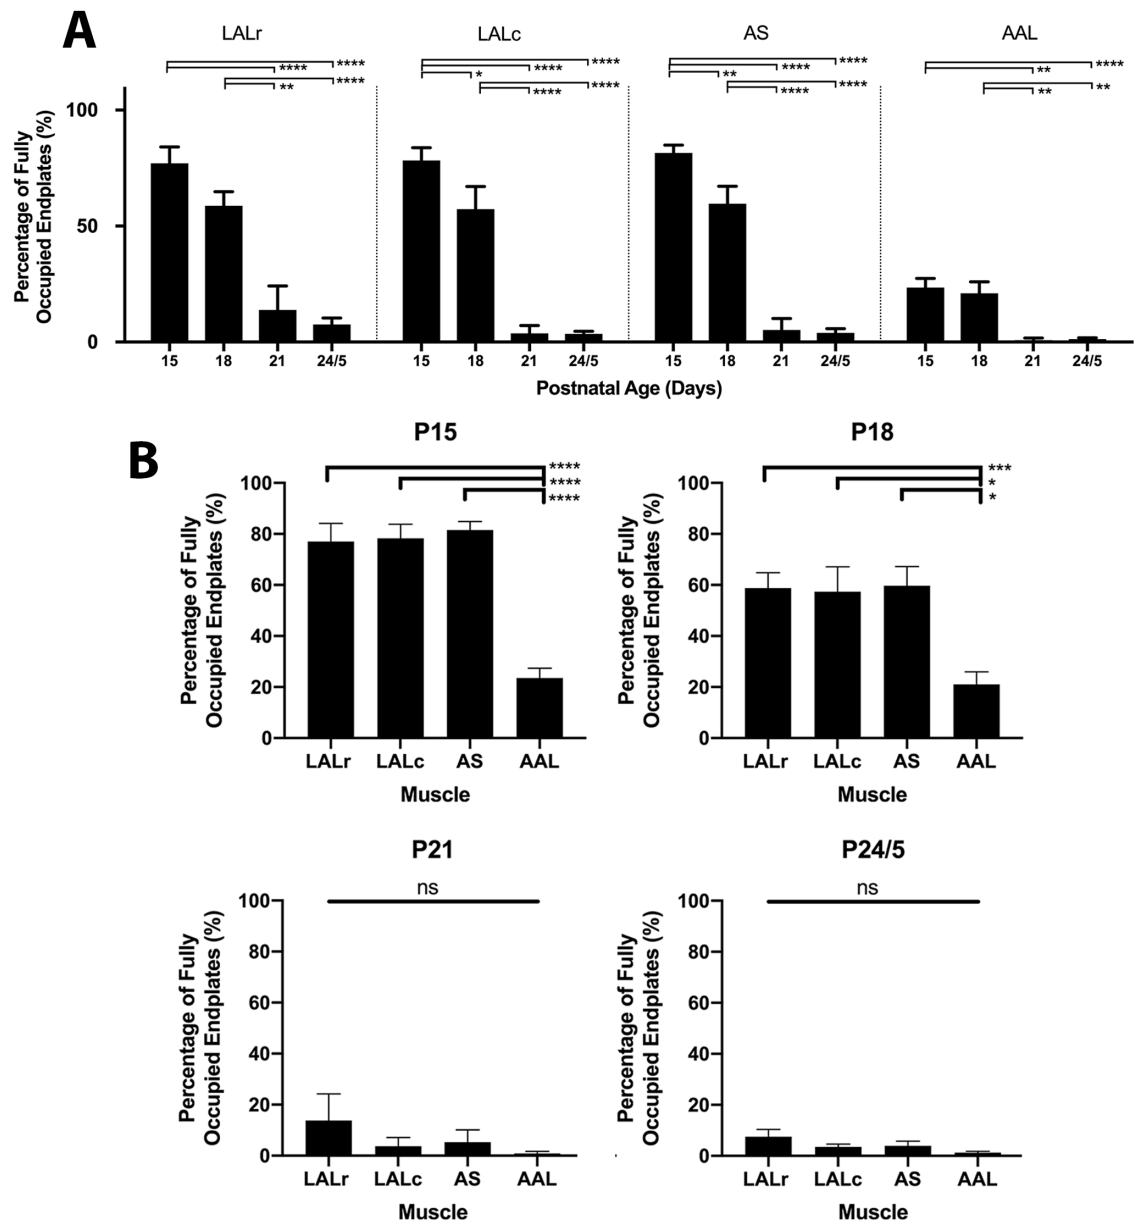 A
LALr LALc AS AAL
**** **** **** ****
**** **** **** **
* **
**** **** **** **
** **** **** **
Percentage of Fully
Occupied Endplates (%)
100
50
0
15 18 21 24/5 15 18 21 24/5 15 18 21 24/5 15 18 21 24/5
Postnatal Age (Days)
B
P15
****
****
****
Percentage of Fully
Occupied Endplates (%)
100
80
60
40
20
0
LALr LALc AS AAL
Muscle
P18
***
*
*
Percentage of Fully
Occupied Endplates (%)
100
80
60
40
20
0
LALr LALc AS AAL
Muscle
P21
ns
Percentage of Fully
Occupied Endplates (%)
100
80
60
40
20
0
LALr LALc AS AAL
Muscle
P24/5
ns
Percentage of Fully
Occupied Endplates (%)
100
80
60
40
20
0
LALr LALc AS AAL
Muscle